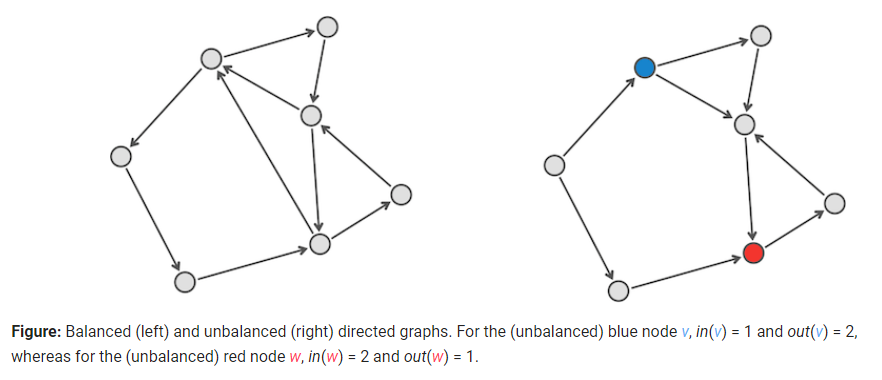 Figure: Balanced (left) and unbalanced (right) directed graphs. For the (unbalanced) blue node v, in(v) = 1 and out(v) = 2,
whereas for the (unbalanced) red node w, in(w) = 2 and out(w) = 1.